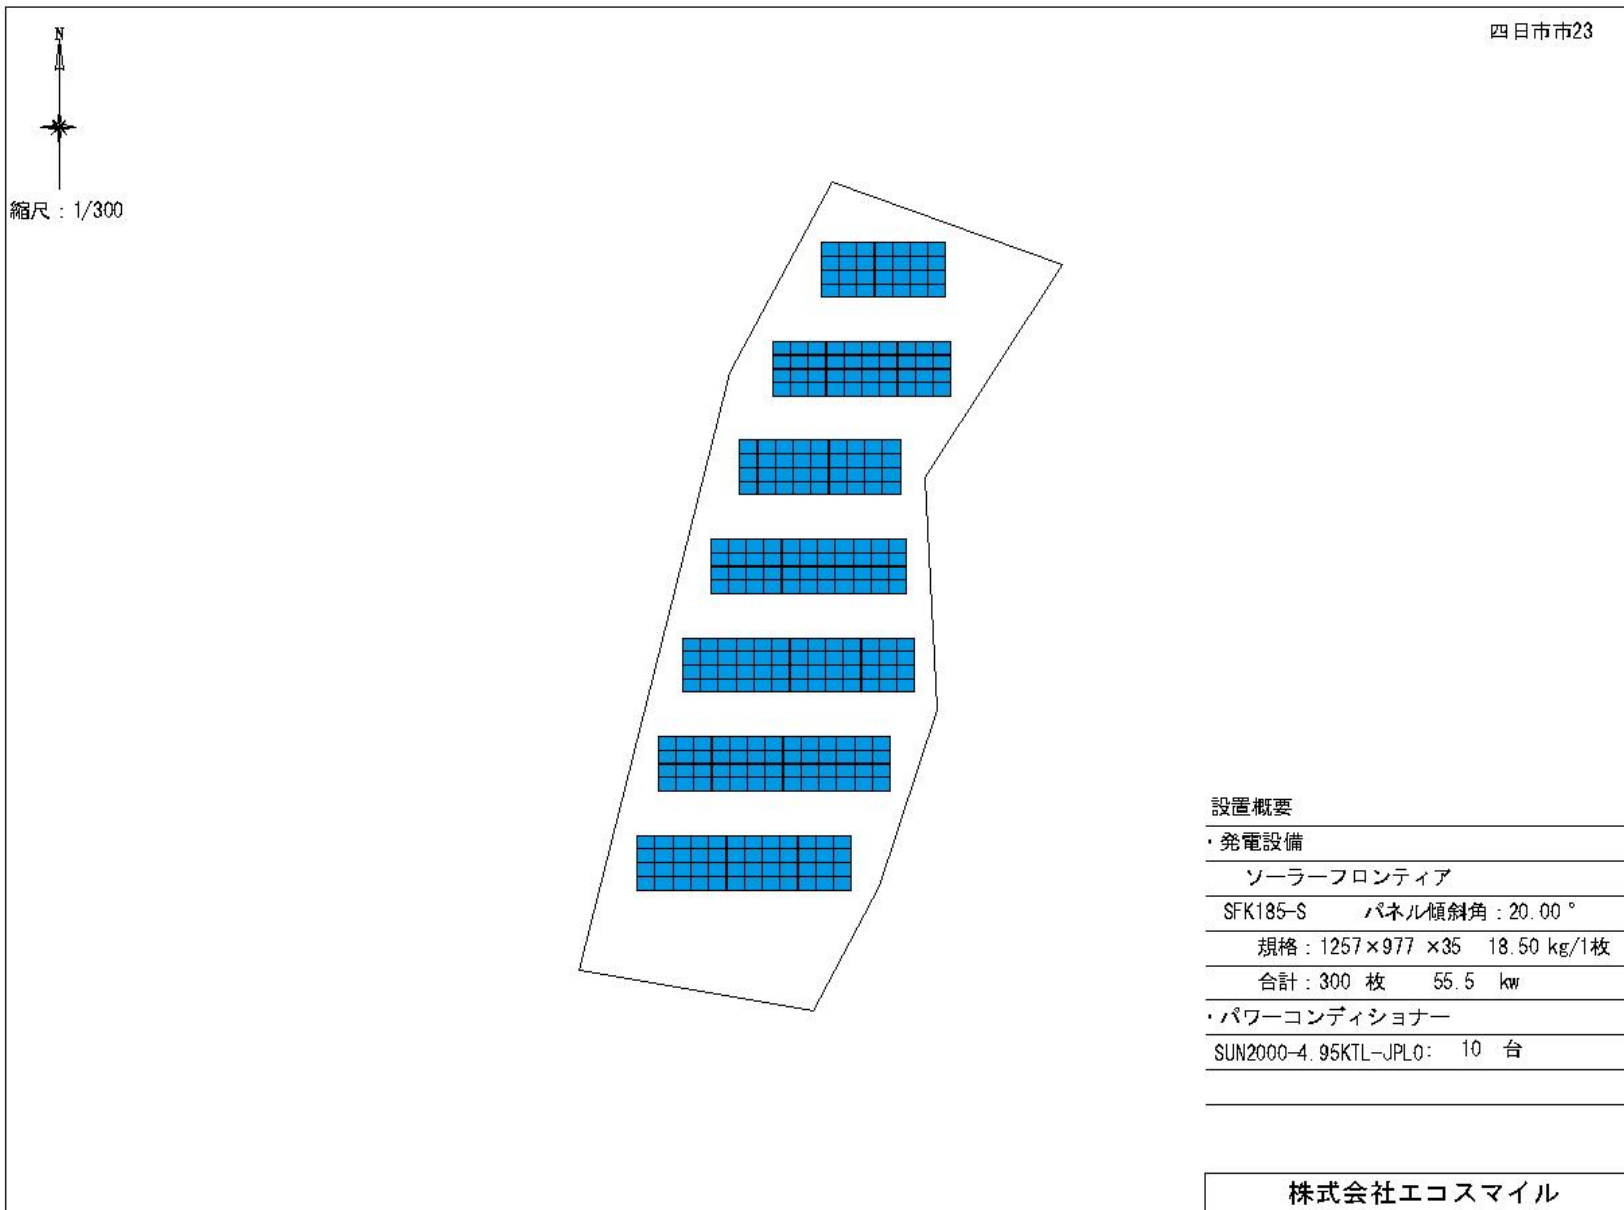 四日市市23
N
縮尺：1/300
設置概要
・発電設備
ソーラーフロンティア
SFK185-S パネル傾斜角：20.00°
規格：1257×977 ×35 18.50 kg/1枚
合計：300 枚 55.5 kw
・パワーコンディショナー
SUN2000-4.95KTL-JPL0： 10 台
株式会社エコスマイル